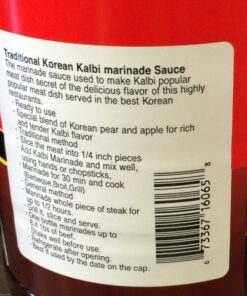 Traditional Korean Kalbi marinade Sauce
The marinade sauce used to make Kalbi popular
meat dish secret of the delicious flavor of this highly
popular meat dish served in the best Korean
restaurants.
- Ready to use
- Special blend of Korean pear and apple for rich
and tender Kalbi flavor
- Traditional method
- Slice the meat into 1/4 inch pieces
- Add Kalbi Marinade and mix well,
using hands or chopsticks,
- Marinade for 30 min and cook
(Barbeque,Broil,Grill)
- General method
- Marinade whole piece of steak for
up to 1/2 hours.
- Grill it, slice and serve.
- One bottle marinades up to
6.4 lbs of beef.
- Shake well before use.
- Refrigerate after opening.
- Best if used by the date on the cap.
6 73367 16065 8